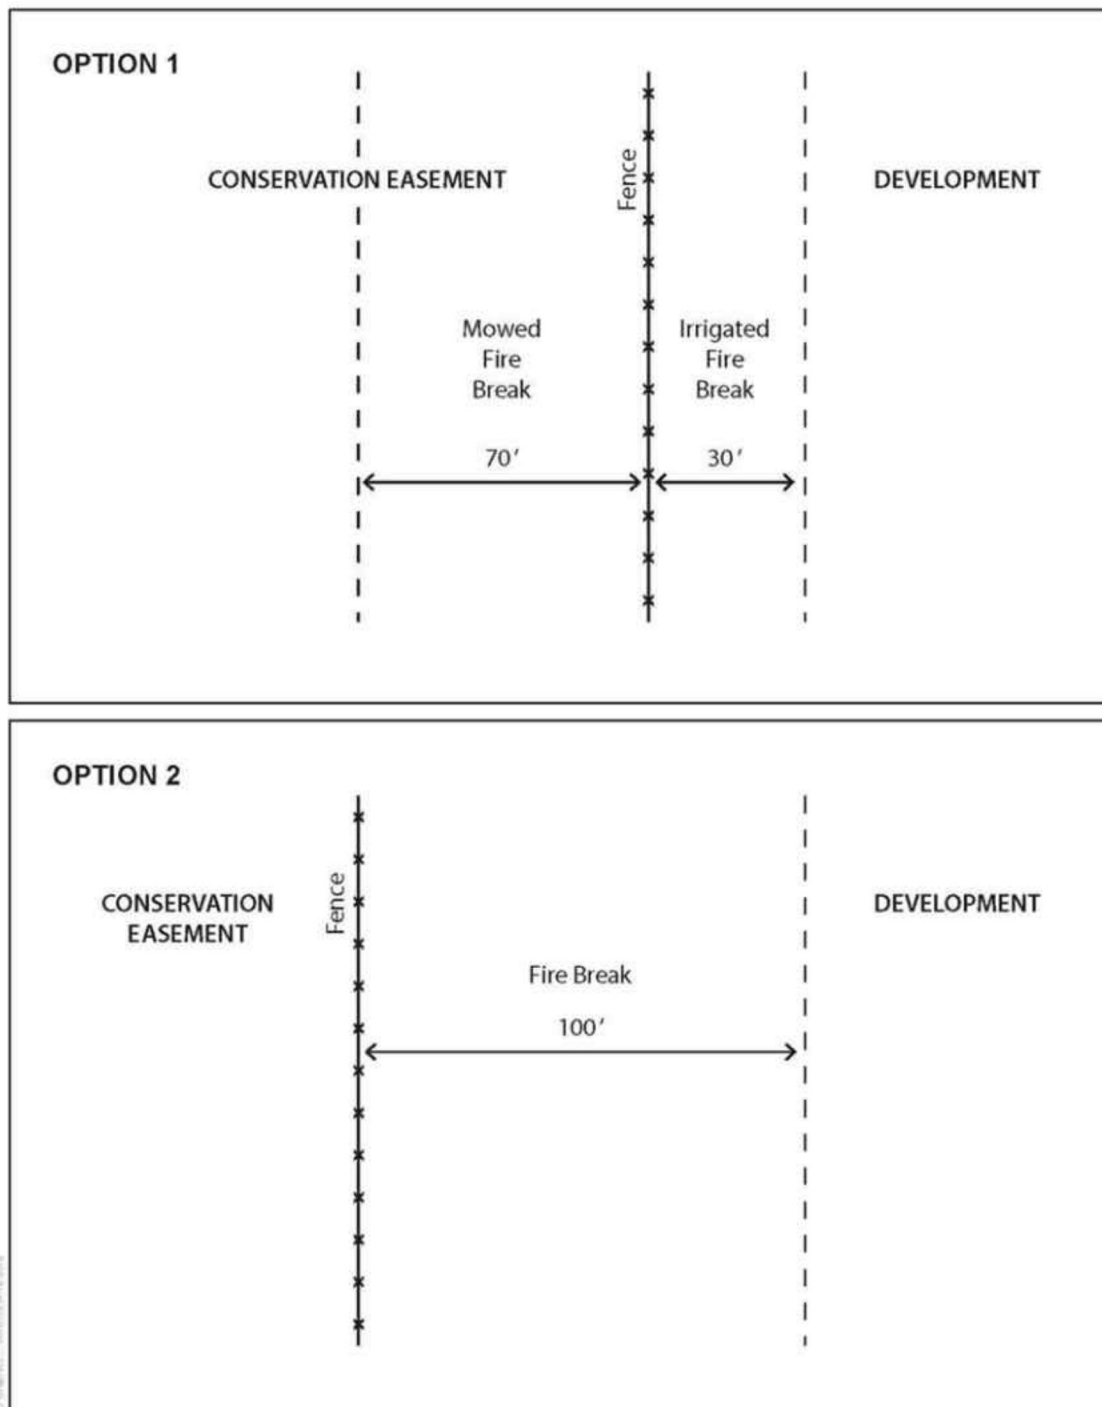 OPTION 1
CONSERVATION EASEMENT
Fence
DEVELOPMENT
Mowed
Fire
Break
70'
Irrigated
Fire
Break
30'
OPTION 2
CONSERVATION
EASEMENT
Fence
DEVELOPMENT
Fire Break
100'